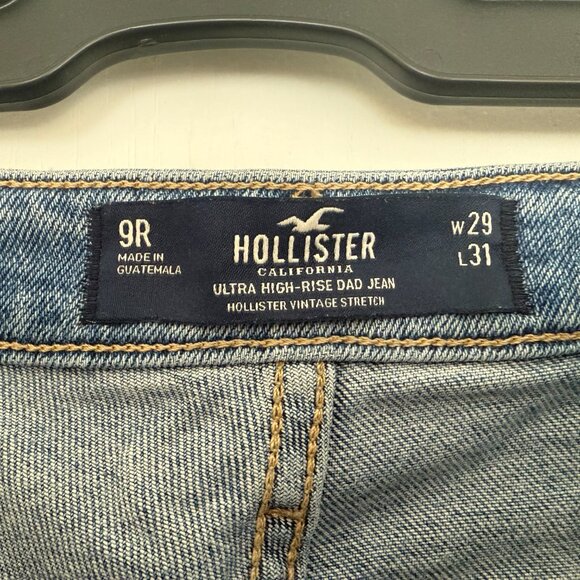 9R
MADE IN
GUATEMALA
HOLLISTER
CALIFORNIA
ULTRA HIGH-RISE DAD JEAN
HOLLISTER VINTAGE STRETCH
W29
L31